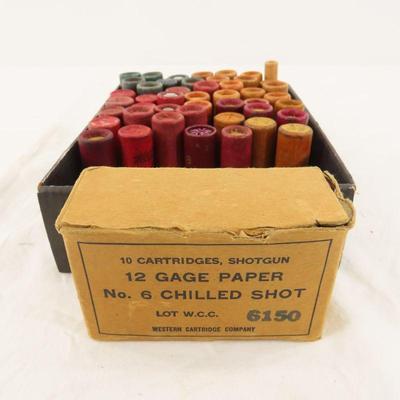 10 CARTRIDGES, SHOTGUN
12 GAGE PAPER
No. 6 CHILLED SHOT
LOT W.C.C. 6150
WESTERN CARTRIDGE COMPANY